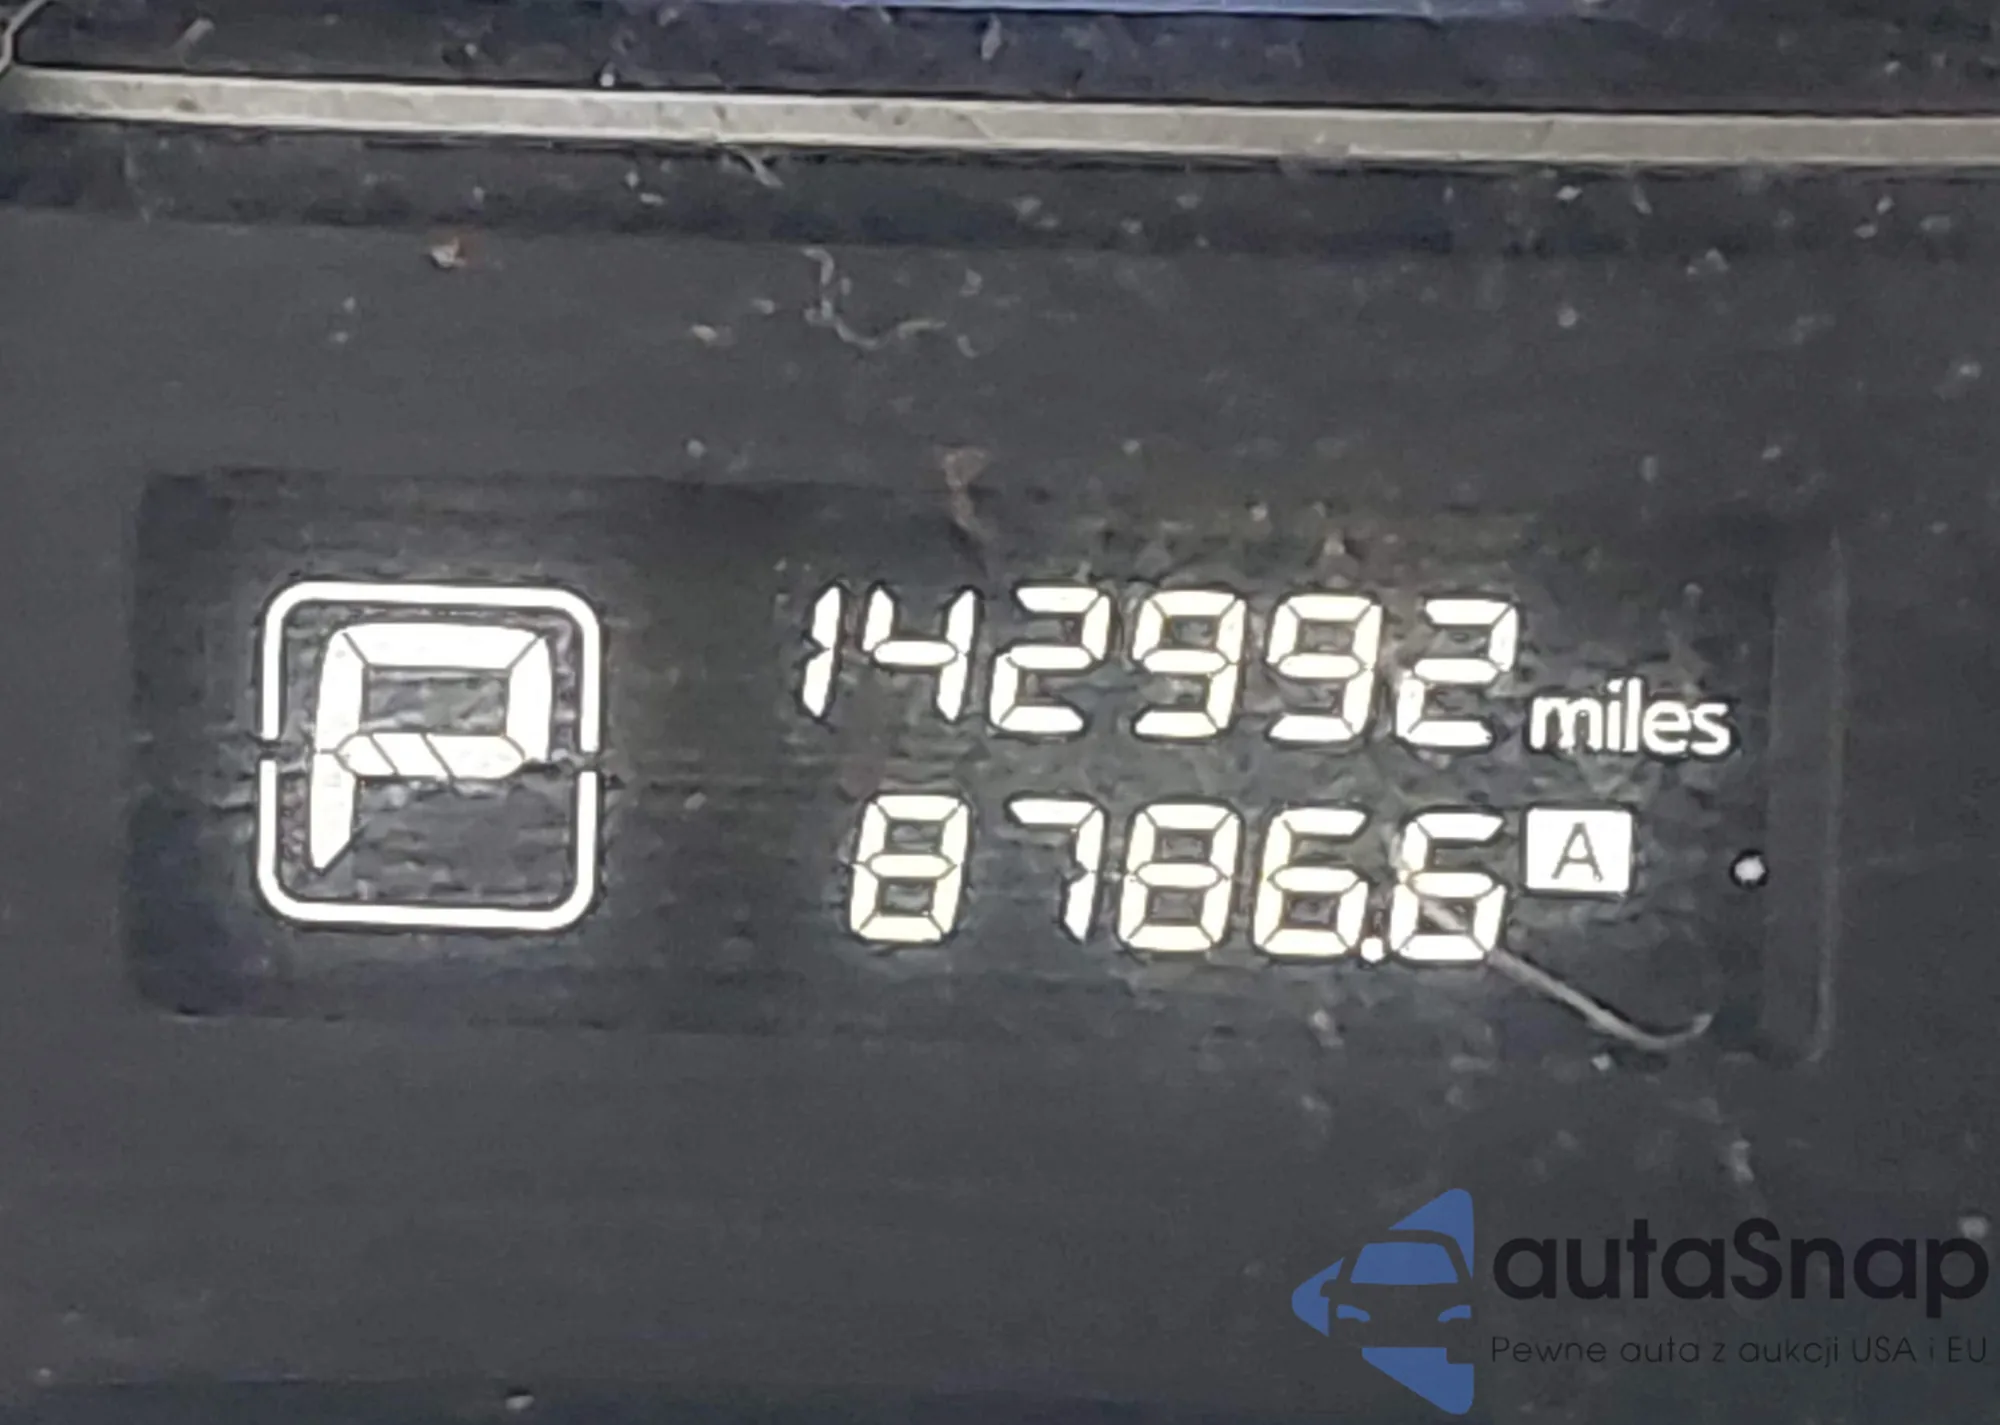 P
142992 miles
8786.6 A
autaSnap
Pewne auta z aukcji USA i EU